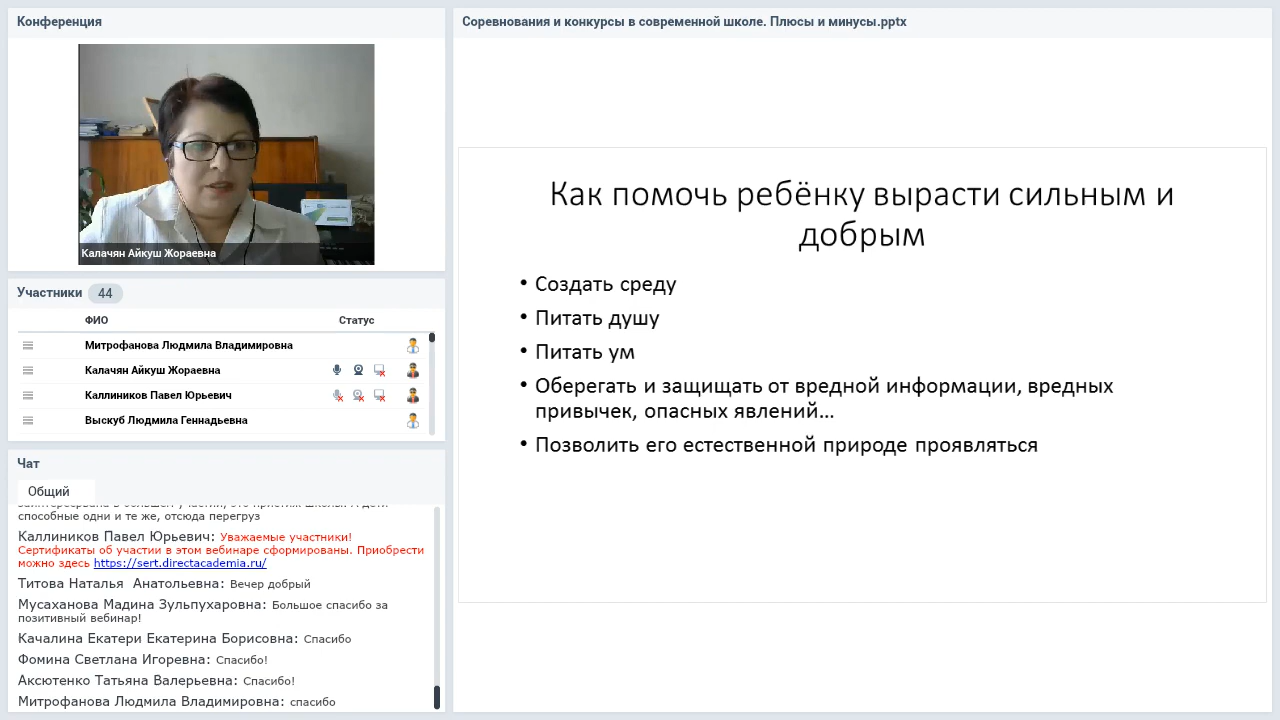 Конференция
Калачян Айкуш Жораевна
Участники 44
ФИО Статус
Митрофанова Людмила Владимировна
Калачян Айкуш Жораевна
Каллиников Павел Юрьевич
Выскуб Людмила Геннадьевна
Чат
Общий
способные одни и те же, отсюда перегруз
Каллиников Павел Юрьевич: Уважаемые участники!
Сертификаты об участии в этом вебинаре сформированы. Приобрести
можно здесь https://sert.directacademia.ru/
Титова Наталья Анатольевна: Вечер добрый
Мусаханова Мадина Зульпухаровна: Большое спасибо за
позитивный вебинар!
Качалина Екатери Екатерина Борисовна: Спасибо
Фомина Светлана Игоревна: Спасибо!
Аксютенко Татьяна Валерьевна: Спасибо!
Митрофанова Людмила Владимировна: спасибо
Соревнования и конкурсы в современной школе. Плюсы и минусы.pptx
Как помочь ребёнку вырасти сильным и
добрым
• Создать среду
• Питать душу
• Питать ум
• Оберегать и защищать от вредной информации, вредных
привычек, опасных явлений…
• Позволить его естественной природе проявляться